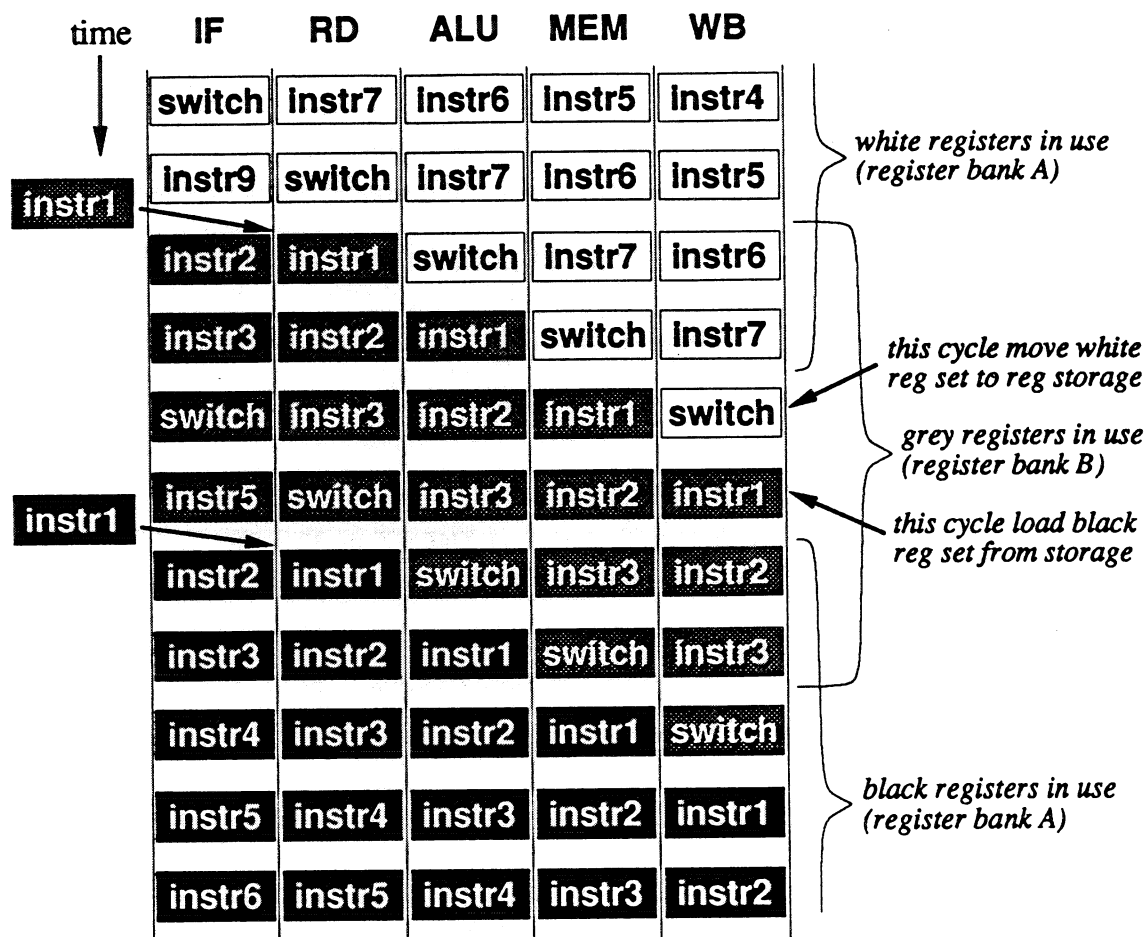 time IF RD ALU MEM WB
switch instr7 instr6 instr5 instr4
white registers in use
(register bank A)
instr9 switch instr7 instr6 instr5
instr1
instr2 instr1 switch instr7 instr6
instr3 instr2 instr1 switch instr7
this cycle move white
reg set to reg storage
switch instr3 instr2 instr1 switch
grey registers in use
(register bank B)
instr5 switch instr3 instr2 instr1
instr1
this cycle load black
reg set from storage
instr2 instr1 switch instr3 instr2
instr3 instr2 instr1 switch instr3
instr4 instr3 instr2 instr1 switch
black registers in use
(register bank A)
instr5 instr4 instr3 instr2 instr1
instr6 instr5 instr4 instr3 instr2